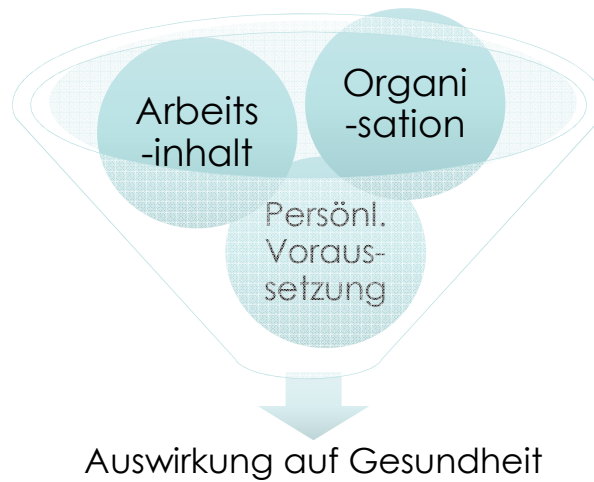 Arbeits
-inhalt
Organi
-sation
Persönl.
Voraus-
setzung
Auswirkung auf Gesundheit